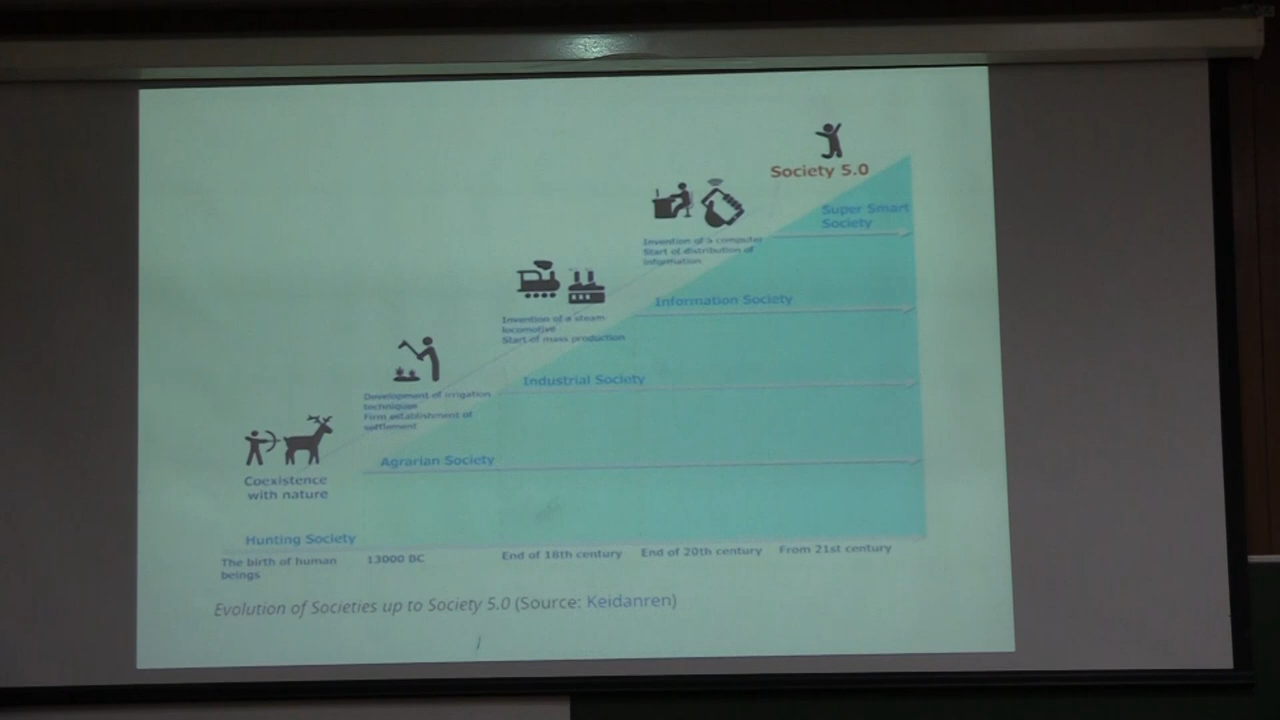 Society 5.0
Super Smart
Society
Invention of a computer
Start of distribution of
information
Information Society
Invention of a steam
locomotive
Start of mass production
Industrial Society
Development of irrigation
techniques
Firm establishment of
settlement
Agrarian Society
Coexistence
with nature
Hunting Society
The birth of human
beings
13000 BC
End of 18th century
End of 20th century
From 21st century
Evolution of Societies up to Society 5.0 (Source: Keidanren)